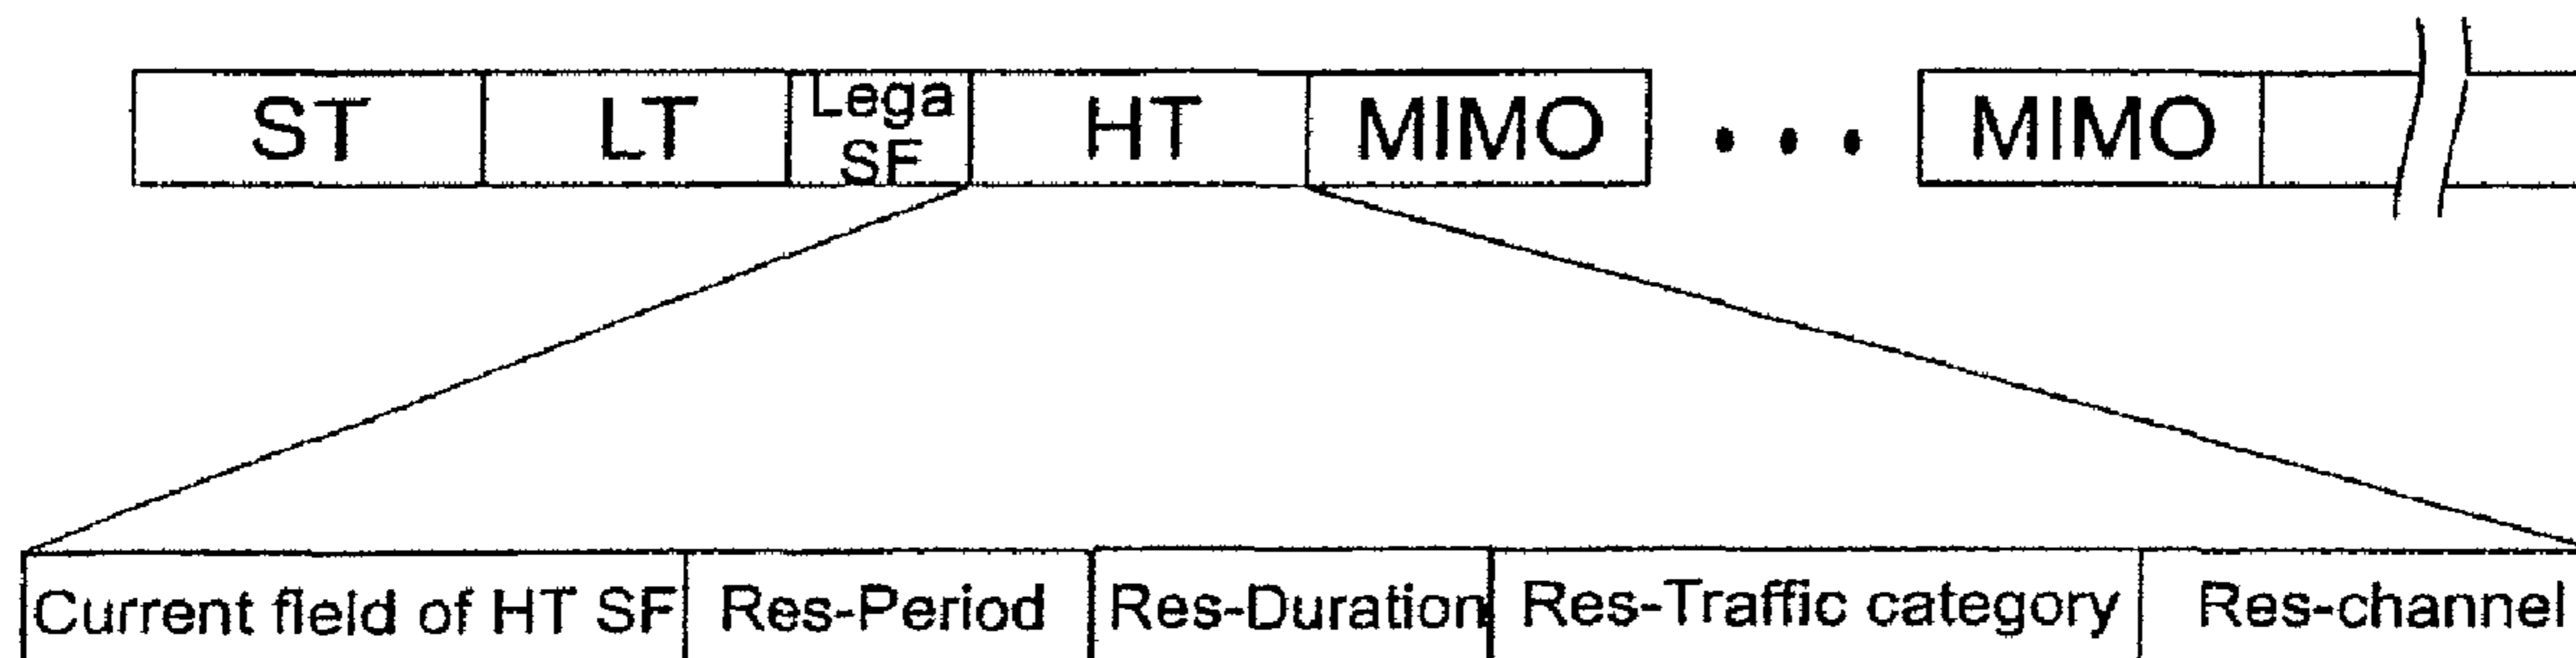 ST LT Lega SF HT MIMO • • • MIMO
Current field of HT SF Res-Period Res-Duration Res-Traffic category Res-channel